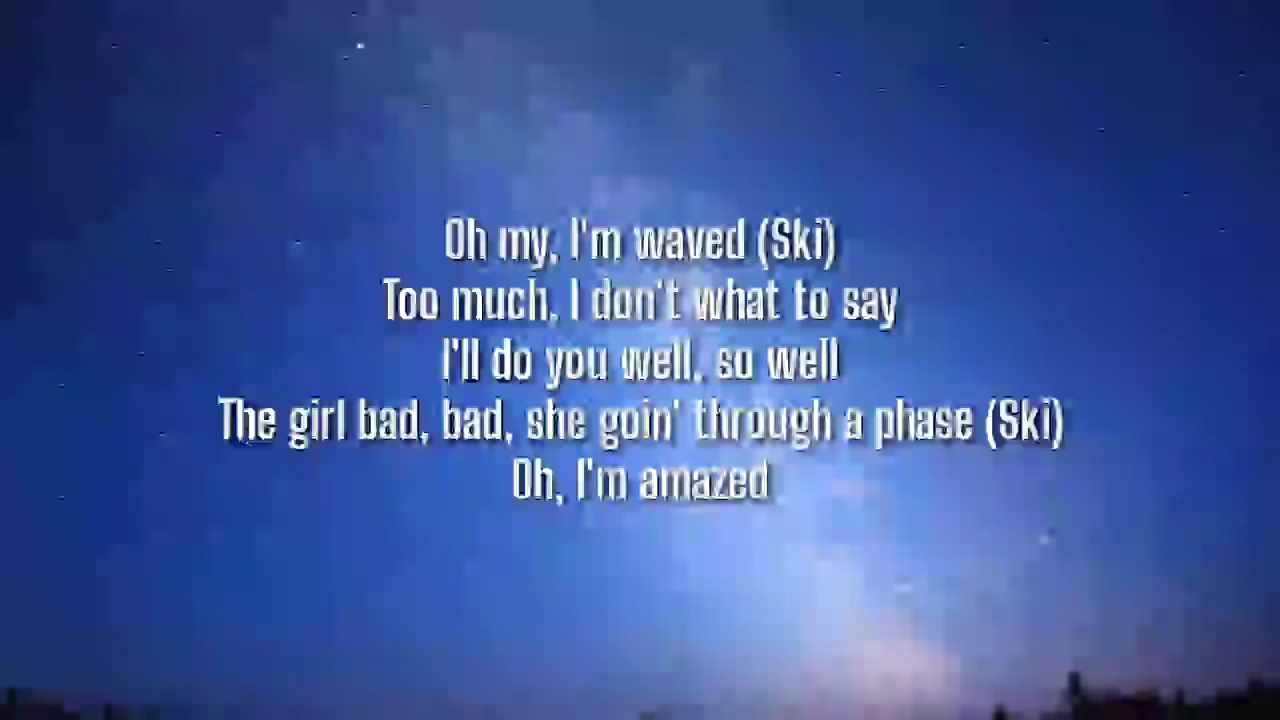 Oh my, I'm waved (Ski)
Too much, I don't what to say
I'll do you well, so well
The girl bad, bad, she goin' through a phase (Ski)
Oh, I'm amazed